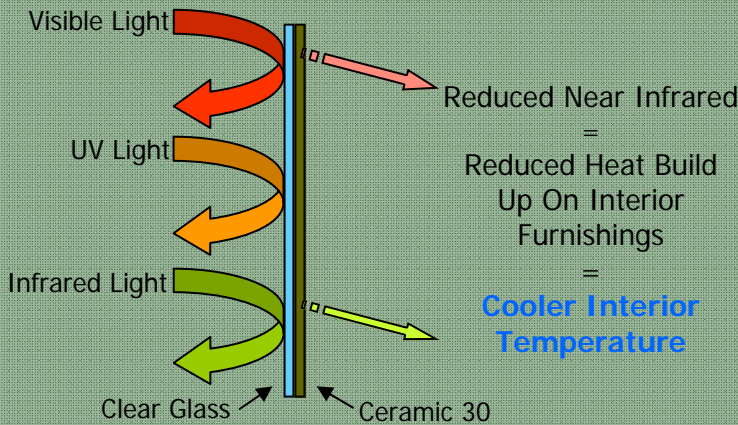 Visible Light
UV Light
Infrared Light
Clear Glass
Ceramic 30
Reduced Near Infrared
=
Reduced Heat Build
Up On Interior
Furnishings
=
Cooler Interior
Temperature